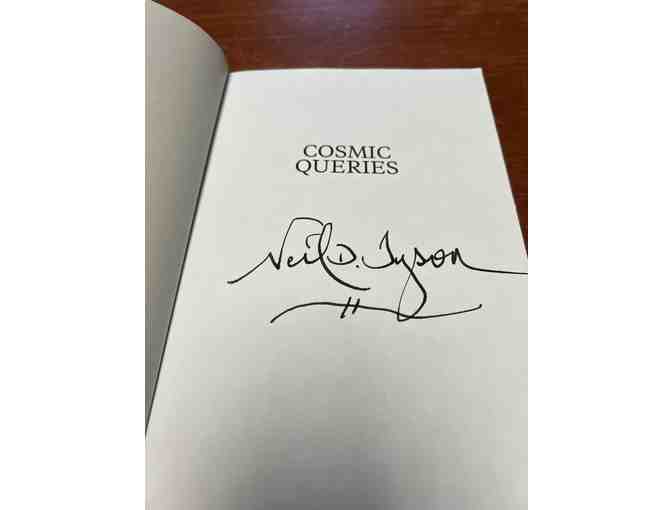 COSMIC
QUERIES
Neil D. Tyson